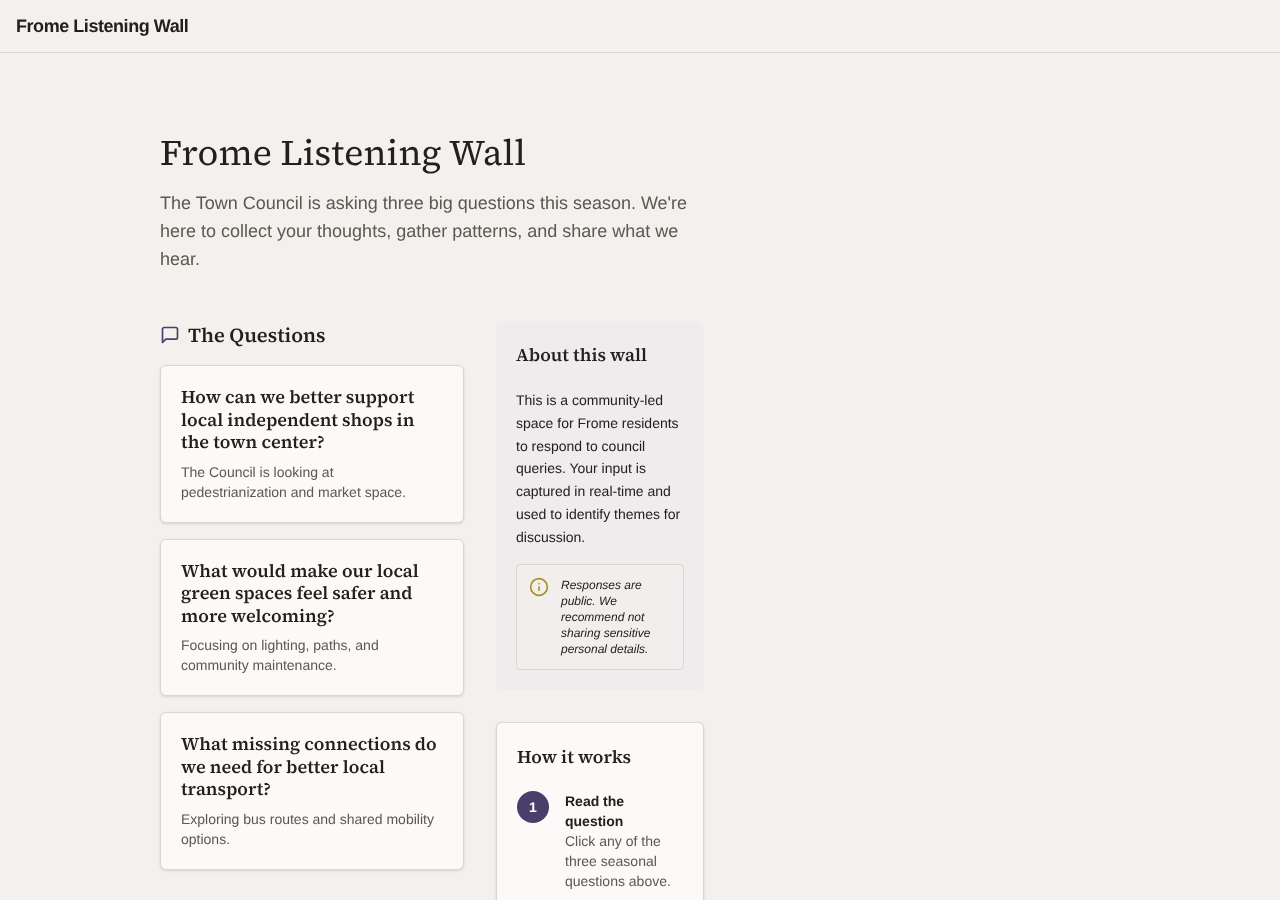 Frome Listening Wall
Frome Listening Wall
The Town Council is asking three big questions this season. We're
here to collect your thoughts, gather patterns, and share what we
hear.
The Questions
How can we better support
local independent shops in
the town center?
The Council is looking at
pedestrianization and market space.
What would make our local
green spaces feel safer and
more welcoming?
Focusing on lighting, paths, and
community maintenance.
What missing connections do
we need for better local
transport?
Exploring bus routes and shared mobility
options.
About this wall
This is a community-led
space for Frome residents
to respond to council
queries. Your input is
captured in real-time and
used to identify themes for
discussion.
Responses are
public. We
recommend not
sharing sensitive
personal details.
How it works
1
Read the
question
Click any of the
three seasonal
questions above.